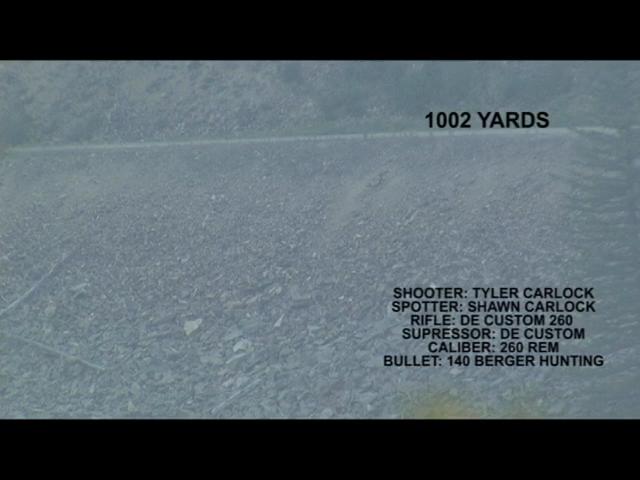 1002 YARDS
SHOOTER: TYLER CARLOCK
SPOTTER: SHAWN CARLOCK
RIFLE: DE CUSTOM 260
SUPRESSOR: DE CUSTOM
CALIBER: 260 REM
BULLET: 140 BERGER HUNTING